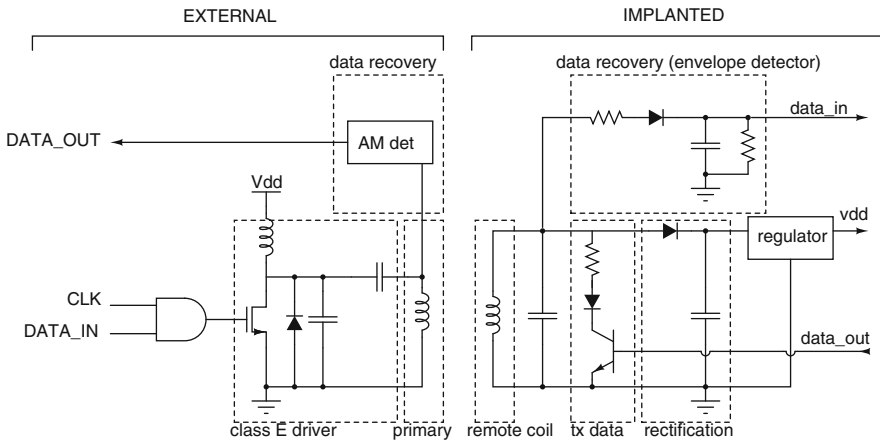 EXTERNAL
IMPLANTED
data recovery
data recovery (envelope detector)
data_in
DATA_OUT
AM det
Vdd
vdd
regulator
CLK
DATA_IN
data_out
class E driver
primary
remote coil
tx data
rectification